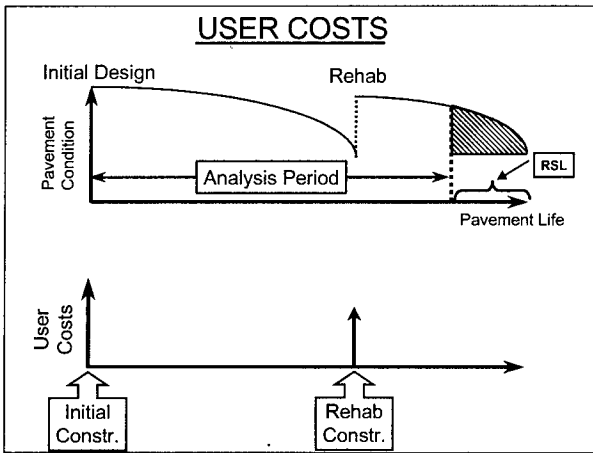 USER COSTS
Initial Design
Rehab
Pavement
Condition
Analysis Period
RSL
Pavement Life
User
Costs
Initial
Constr.
Rehab
Constr.